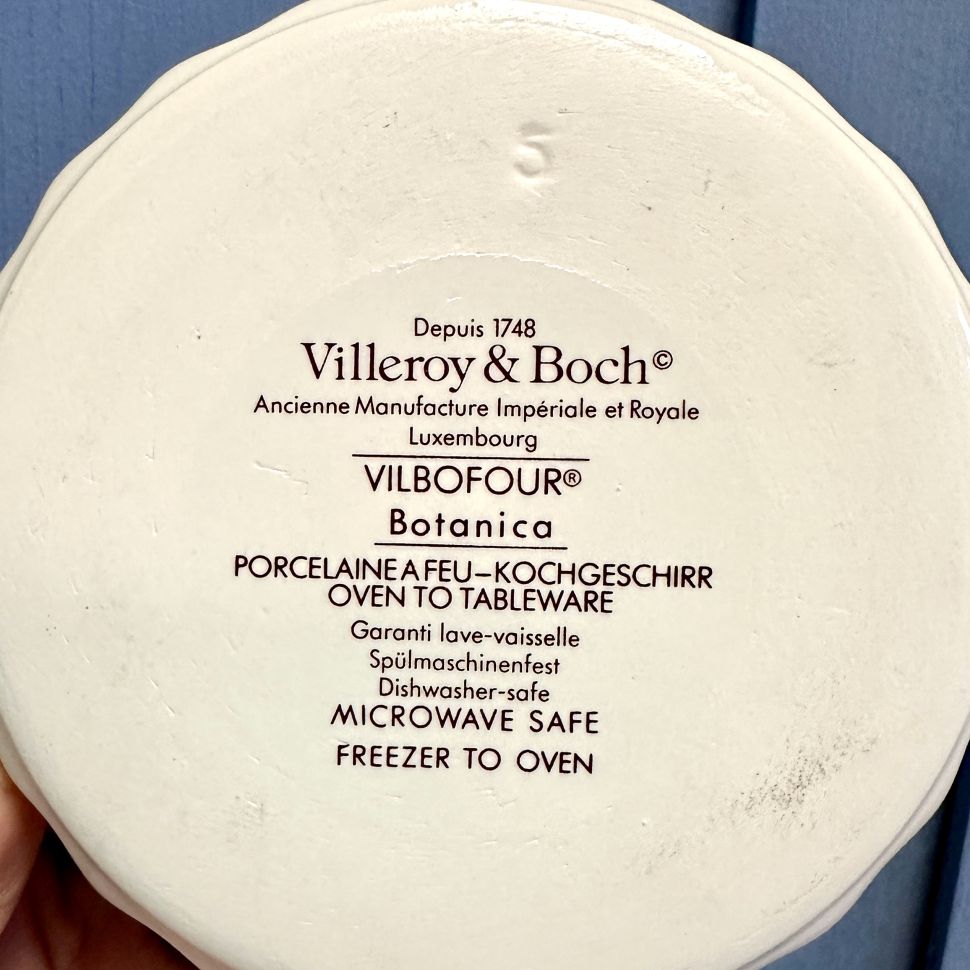 5
Depuis 1748
Villeroy & Boch©
Ancienne Manufacture Impériale et Royale
Luxembourg
VILBOFOUR®
Botanica
PORCELAINE A FEU–KOCHGESCHIRR
OVEN TO TABLEWARE
Garanti lave-vaisselle
Spülmaschinenfest
Dishwasher-safe
MICROWAVE SAFE
FREEZER TO OVEN